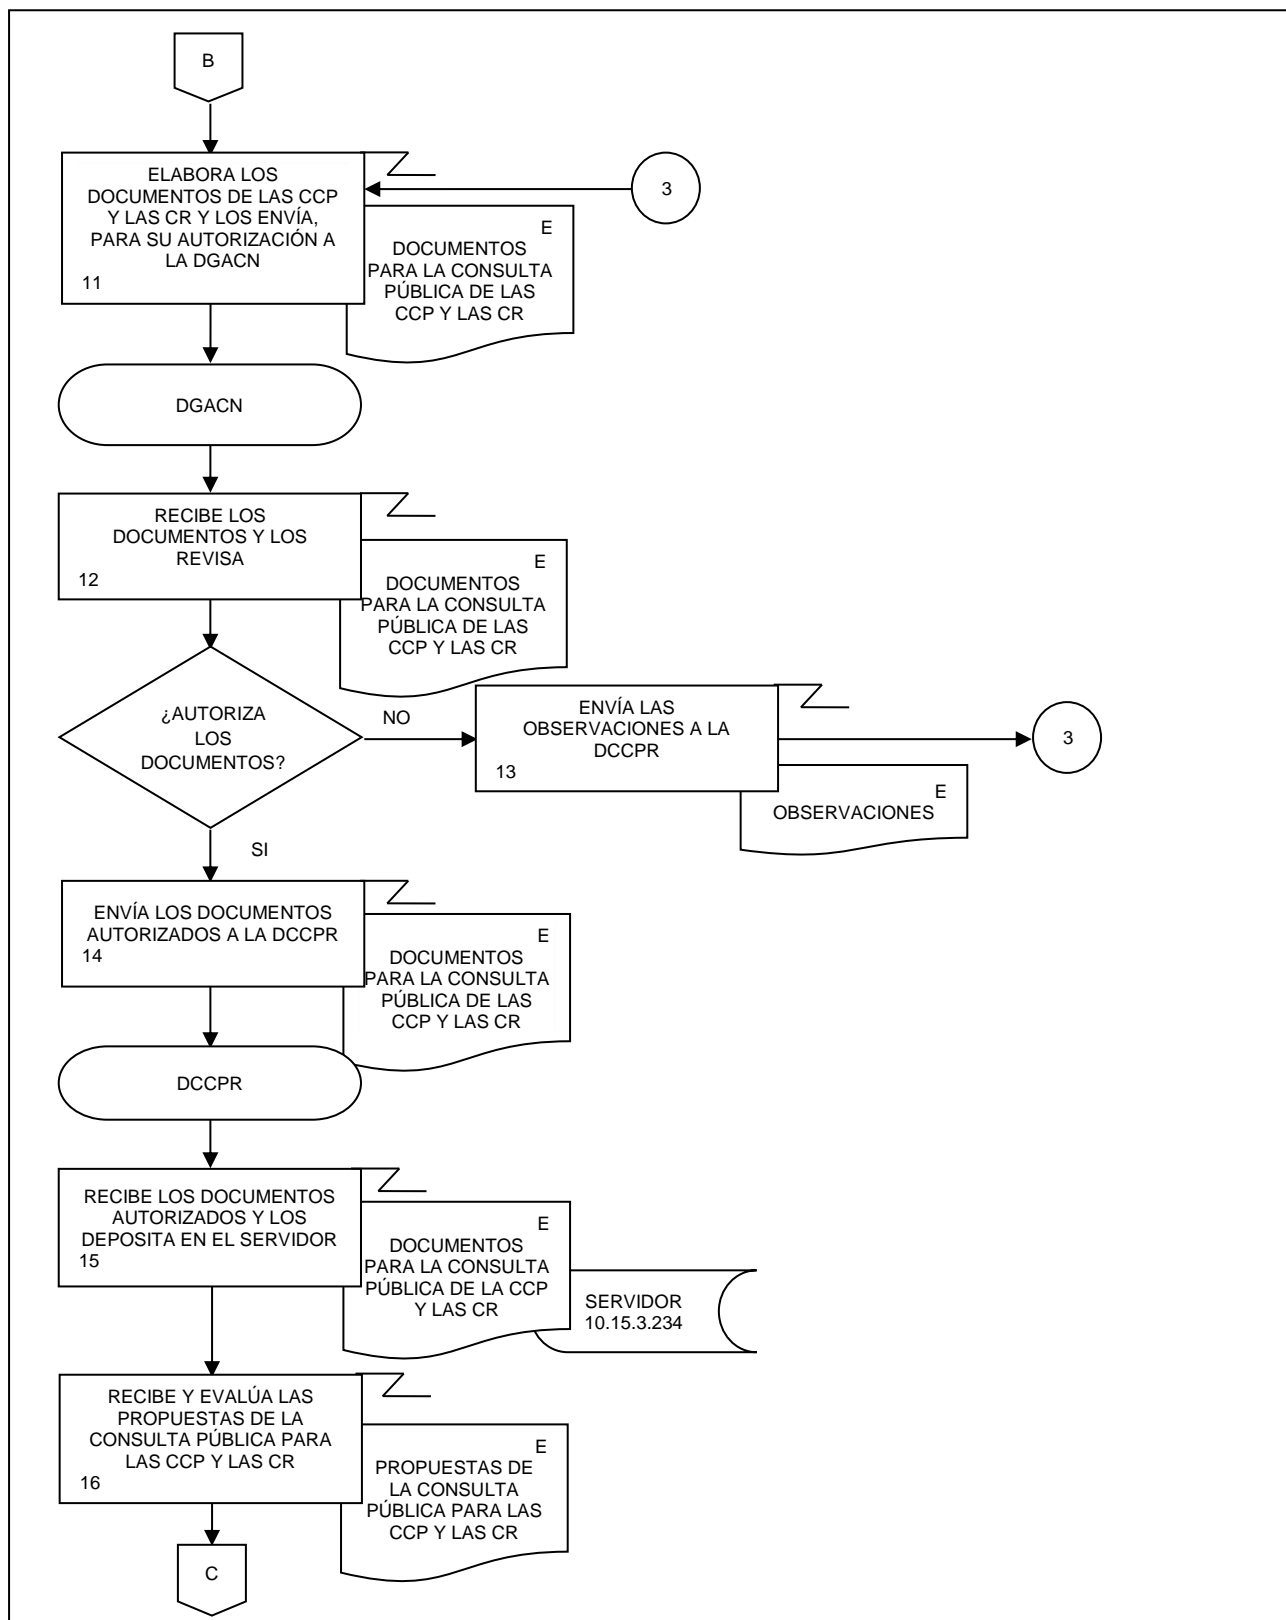 B
ELABORA LOS
DOCUMENTOS DE LAS CCP
Y LAS CR Y LOS ENVÍA,
PARA SU AUTORIZACIÓN A
LA DGACN
11
3
E
DOCUMENTOS
PARA LA CONSULTA
PÚBLICA DE LAS
CCP Y LAS CR
DGACN
RECIBE LOS
DOCUMENTOS Y LOS
REVISA
12
E
DOCUMENTOS
PARA LA CONSULTA
PÚBLICA DE LAS
CCP Y LAS CR
¿AUTORIZA
LOS
DOCUMENTOS?
NO
ENVÍA LAS
OBSERVACIONES A LA
DCCPR
13
3
E
OBSERVACIONES
SI
ENVÍA LOS DOCUMENTOS
AUTORIZADOS A LA DCCPR
14
E
DOCUMENTOS
PARA LA CONSULTA
PÚBLICA DE LAS
CCP Y LAS CR
DCCPR
RECIBE LOS DOCUMENTOS
AUTORIZADOS Y LOS
DEPOSITA EN EL SERVIDOR
15
E
DOCUMENTOS
PARA LA CONSULTA
PÚBLICA DE LA CCP
Y LAS CR
SERVIDOR
10.15.3.234
RECIBE Y EVALÚA LAS
PROPUESTAS DE LA
CONSULTA PÚBLICA PARA
LAS CCP Y LAS CR
16
E
PROPUESTAS DE
LA CONSULTA
PÚBLICA PARA LAS
CCP Y LAS CR
C